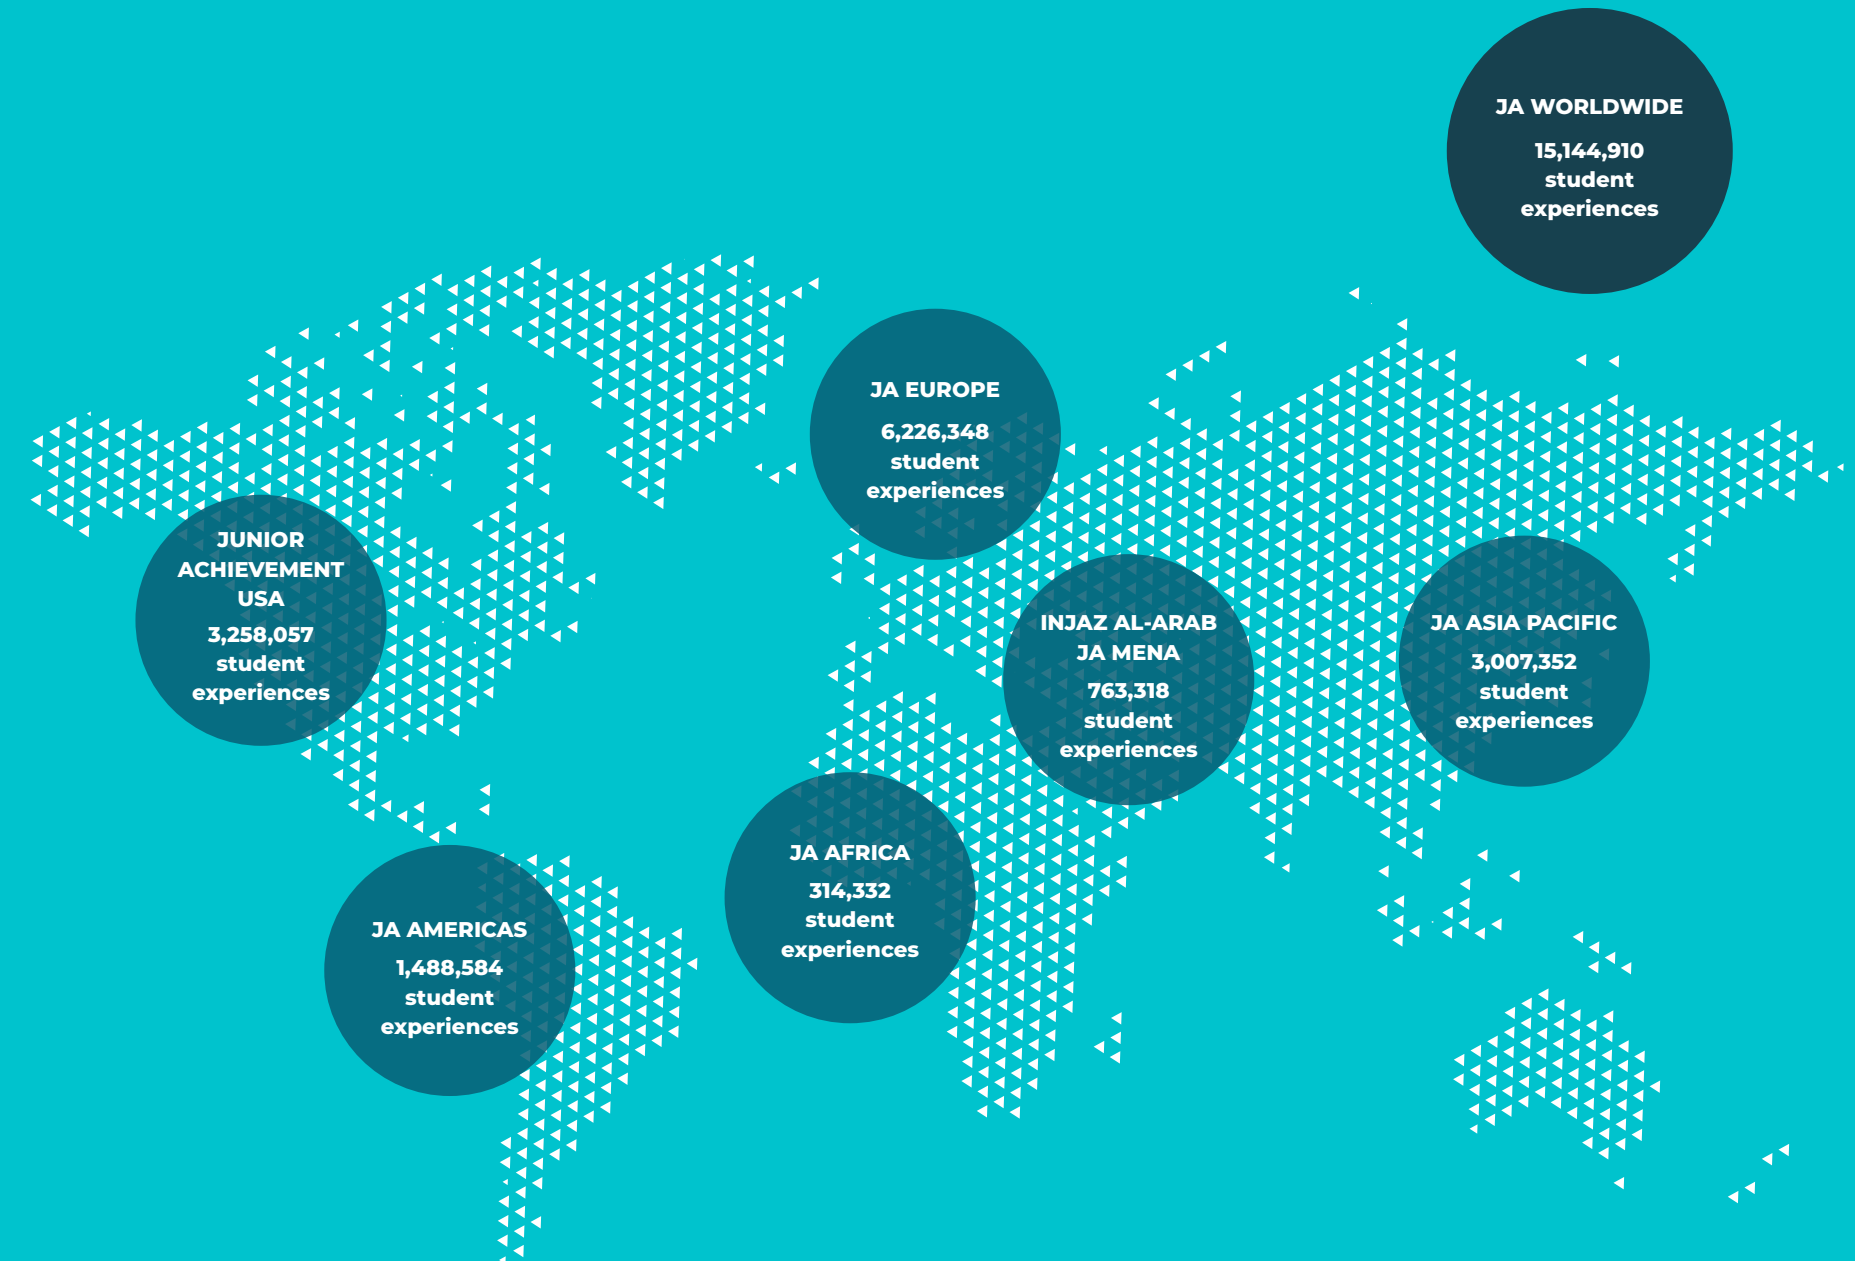 JA WORLDWIDE
15,144,910
student
experiences
JA EUROPE
6,226,348
student
experiences
JUNIOR
ACHIEVEMENT
USA
3,258,057
student
experiences
INJAZ AL-ARAB
JA MENA
763,318
student
experiences
JA ASIA PACIFIC
3,007,352
student
experiences
JA AFRICA
314,332
student
experiences
JA AMERICAS
1,488,584
student
experiences